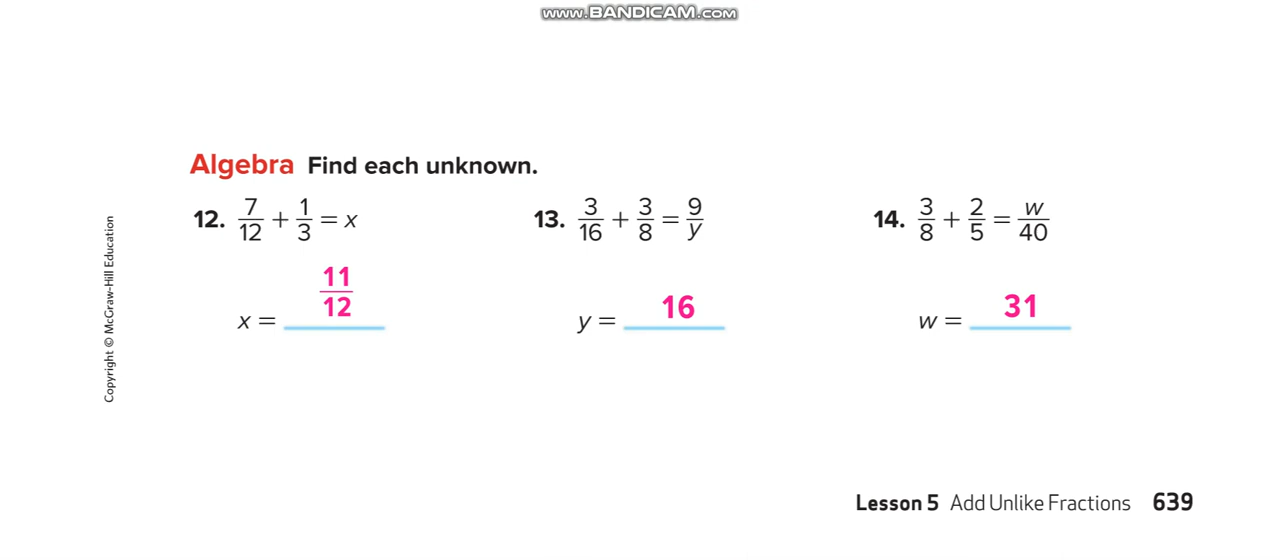 www.BANDICAM.com
Algebra Find each unknown.
12. 7/12 + 1/3 = x
13. 3/16 + 3/8 = 9/y
14. 3/8 + 2/5 = w/40
x = 11/12
y = 16
w = 31
Copyright © McGraw-Hill Education
Lesson 5 Add Unlike Fractions 639